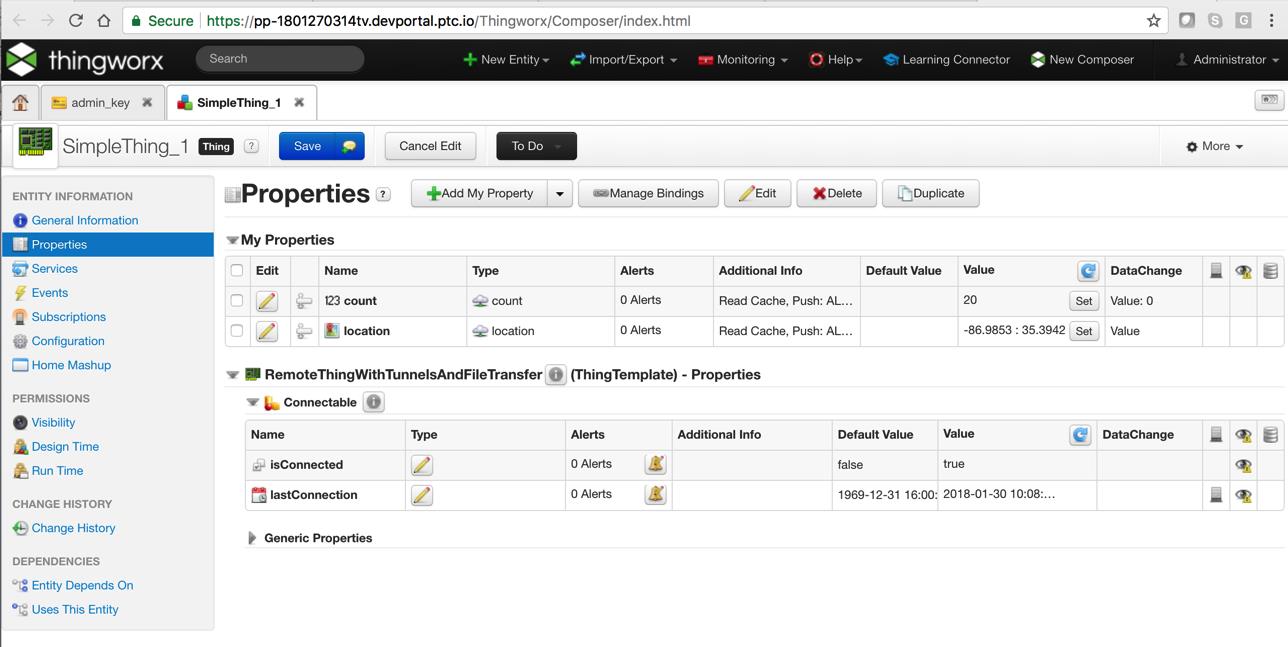 Secure https://pp-1801270314tv.devportal.ptc.io/Thingworx/Composer/index.html
S G
thingworx Search New Entity Import/Export Monitoring Help Learning Connector New Composer Administrator
admin_key SimpleThing_1
SimpleThing_1 Thing ? Save Cancel Edit To Do More
ENTITY INFORMATION
General Information
Properties
Services
Events
Subscriptions
Configuration
Home Mashup
PERMISSIONS
Visibility
Design Time
Run Time
CHANGE HISTORY
Change History
DEPENDENCIES
Entity Depends On
Uses This Entity
Properties ? Add My Property Manage Bindings Edit Delete Duplicate
My Properties
Edit Name Type Alerts Additional Info Default Value Value DataChange
123 count count 0 Alerts Read Cache, Push: AL... 20 Set Value: 0
location location 0 Alerts Read Cache, Push: AL... -86.9853 : 35.3942 Set Value
RemoteThingWithTunnelsAndFileTransfer i (ThingTemplate) - Properties
Connectable i
Name Type Alerts Additional Info Default Value Value DataChange
isConnected 0 Alerts false true
lastConnection 0 Alerts 1969-12-31 16:00: 2018-01-30 10:08:...
Generic Properties